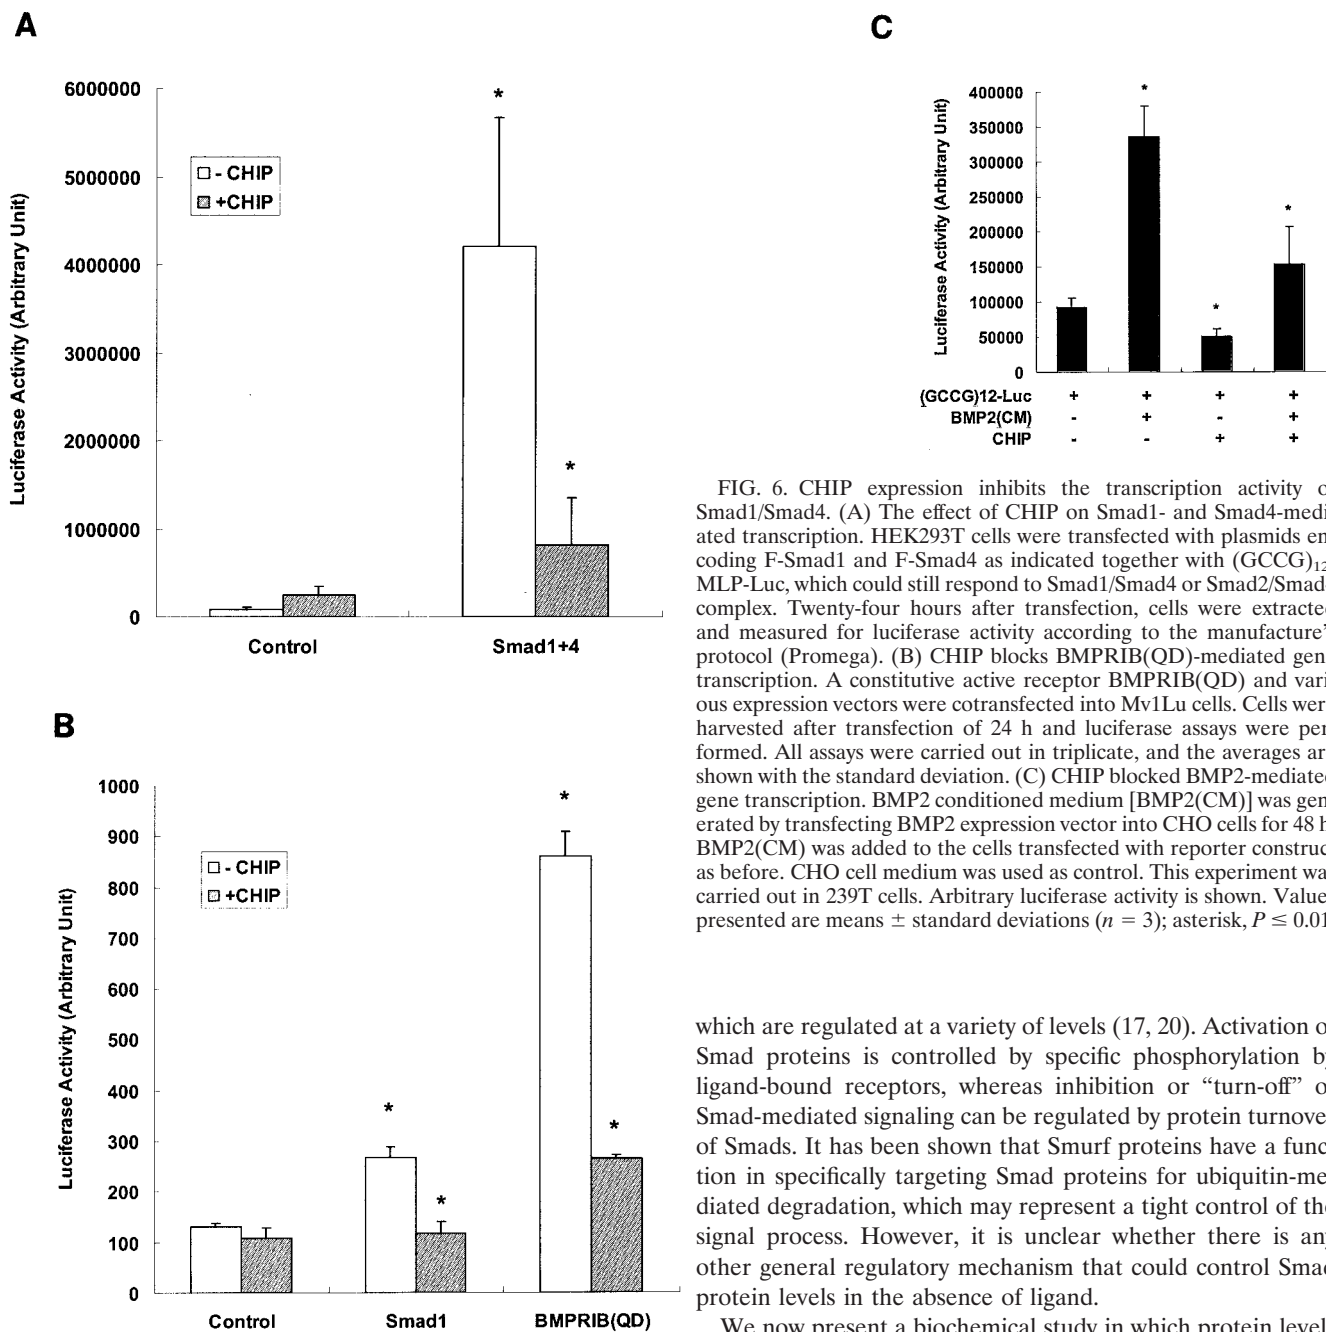 A
6000000
5000000
4000000
3000000
2000000
1000000
0
Luciferase Activity (Arbitrary Unit)
- CHIP
+CHIP
*
*
Control
Smad1+4
B
1000
900
800
700
600
500
400
300
200
100
0
Luciferase Activity (Arbitrary Unit)
- CHIP
+CHIP
*
*
*
*
Control
Smad1
BMPRIB(QD)
C
400000
350000
300000
250000
200000
150000
100000
50000
0
Luciferase Activity (Arbitrary Unit)
*
*
*
(GCCG)12-Luc + + + +
BMP2(CM) - + - +
CHIP - - + +
FIG. 6. CHIP expression inhibits the transcription activity o
Smad1/Smad4. (A) The effect of CHIP on Smad1- and Smad4-medi
ated transcription. HEK293T cells were transfected with plasmids en
coding F-Smad1 and F-Smad4 as indicated together with (GCCG)12
MLP-Luc, which could still respond to Smad1/Smad4 or Smad2/Smad
complex. Twenty-four hours after transfection, cells were extracted
and measured for luciferase activity according to the manufacture'
protocol (Promega). (B) CHIP blocks BMPRIB(QD)-mediated gen
transcription. A constitutive active receptor BMPRIB(QD) and vari
ous expression vectors were cotransfected into Mv1Lu cells. Cells wer
harvested after transfection of 24 h and luciferase assays were per
formed. All assays were carried out in triplicate, and the averages ar
shown with the standard deviation. (C) CHIP blocked BMP2-mediated
gene transcription. BMP2 conditioned medium [BMP2(CM)] was gen
erated by transfecting BMP2 expression vector into CHO cells for 48 h
BMP2(CM) was added to the cells transfected with reporter construc
as before. CHO cell medium was used as control. This experiment wa
carried out in 239T cells. Arbitrary luciferase activity is shown. Value
presented are means ± standard deviations (n = 3); asterisk, P ≤ 0.01
which are regulated at a variety of levels (17, 20). Activation o
Smad proteins is controlled by specific phosphorylation by
ligand-bound receptors, whereas inhibition or “turn-off” o
Smad-mediated signaling can be regulated by protein turnove
of Smads. It has been shown that Smurf proteins have a func
tion in specifically targeting Smad proteins for ubiquitin-me
diated degradation, which may represent a tight control of the
signal process. However, it is unclear whether there is any
other general regulatory mechanism that could control Smad
protein levels in the absence of ligand.
We now present a biochemical study in which protein level